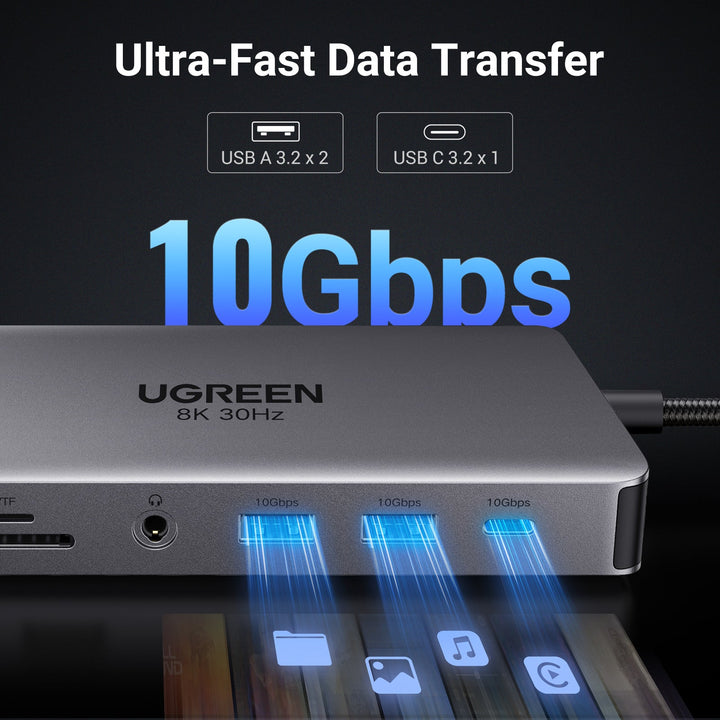 Ultra-Fast Data Transfer
USB A 3.2 x 2
USB C 3.2 x 1
10Gbps
UGREEN
8K 30Hz
/TF
10Gbps
10Gbps
10Gbps